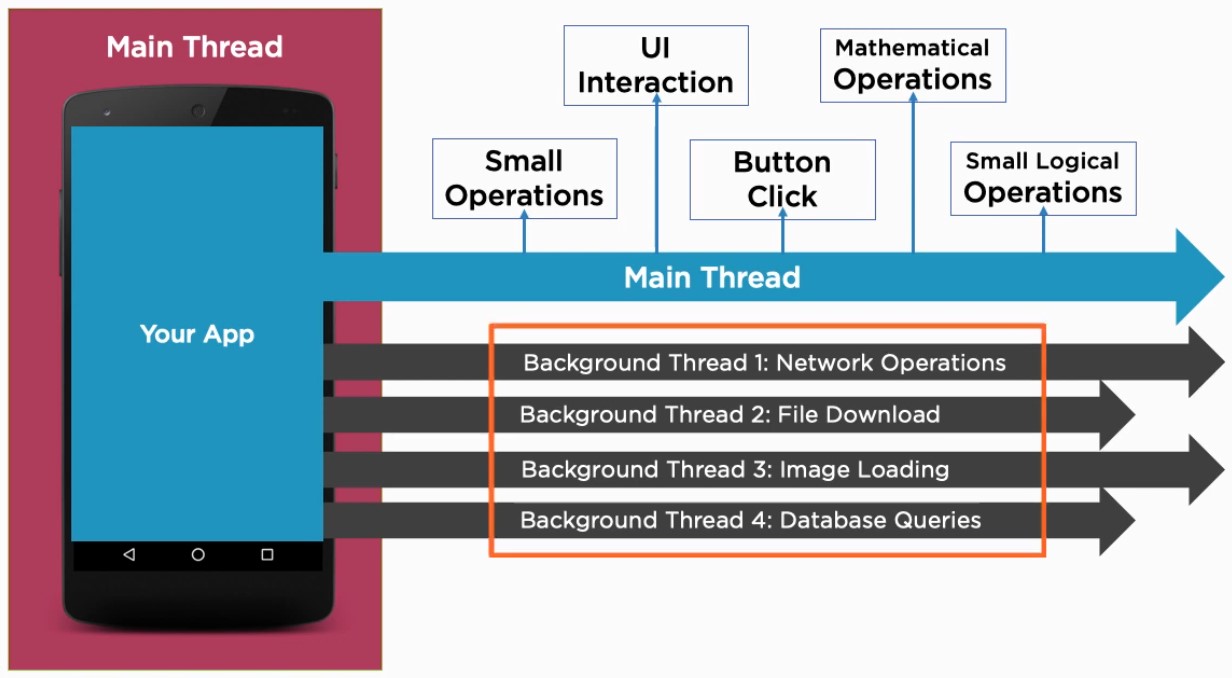 Main Thread
UI
Interaction
Mathematical
Operations
Small
Operations
Button
Click
Small Logical
Operations
Main Thread
Your App
Background Thread 1: Network Operations
Background Thread 2: File Download
Background Thread 3: Image Loading
Background Thread 4: Database Queries